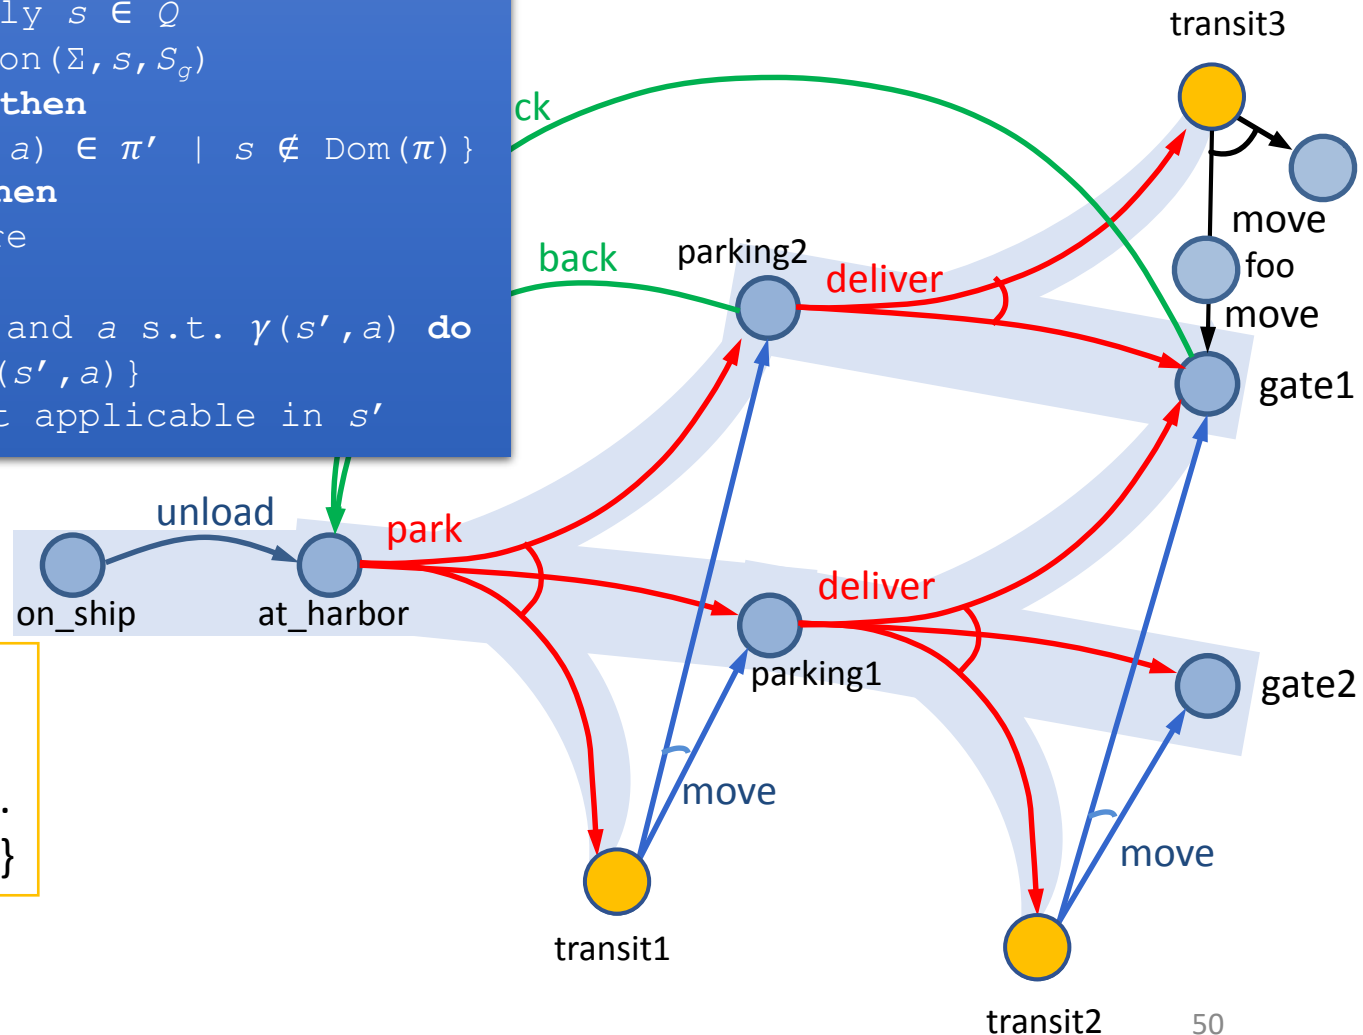 ly s ∈ Q
on(Σ,s,S_g)
then
a) ∈ π′ | s ∉ Dom(π)}
hen
re
and a s.t. γ(s′,a) do
(s′,a)}
t applicable in s′
ck
transit3
move
foo
move
gate1
back
parking2
deliver
unload
park
on_ship
at_harbor
deliver
parking1
gate2
.
}
move
move
transit1
transit2
50